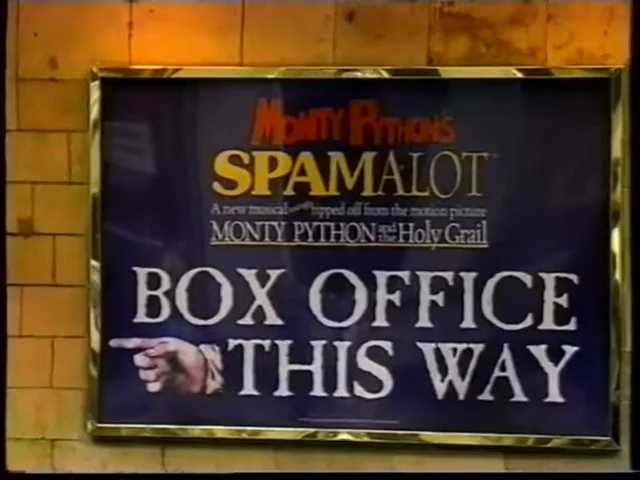 MONTY PYTHON'S
SPAMALOT
A new musical ripped off from the motion picture
MONTY PYTHON and the Holy Grail
BOX OFFICE
THIS WAY